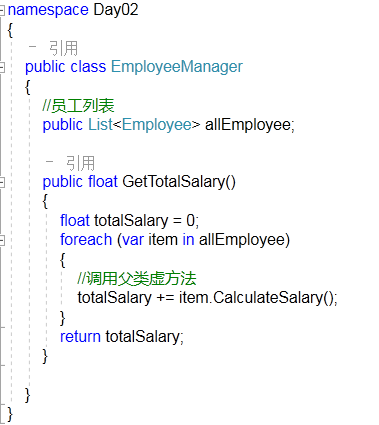 namespace Day02
{
– 引用
public class EmployeeManager
{
//员工列表
public List<Employee> allEmployee;
– 引用
public float GetTotalSalary()
{
float totalSalary = 0;
foreach (var item in allEmployee)
{
//调用父类虚方法
totalSalary += item.CalculateSalary();
}
return totalSalary;
}
}
}